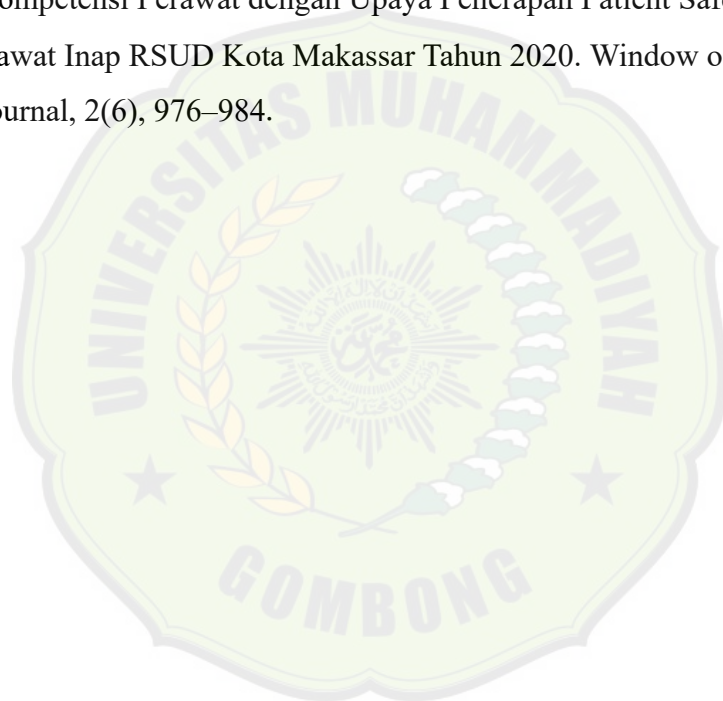 ompetensi Perawat dengan Upaya Penerapan Patient Saf
awat Inap RSUD Kota Makassar Tahun 2020. Window o
ournal, 2(6), 976–984.
UNIVERSITAS MUHAMMADIYAH
GOMBONG